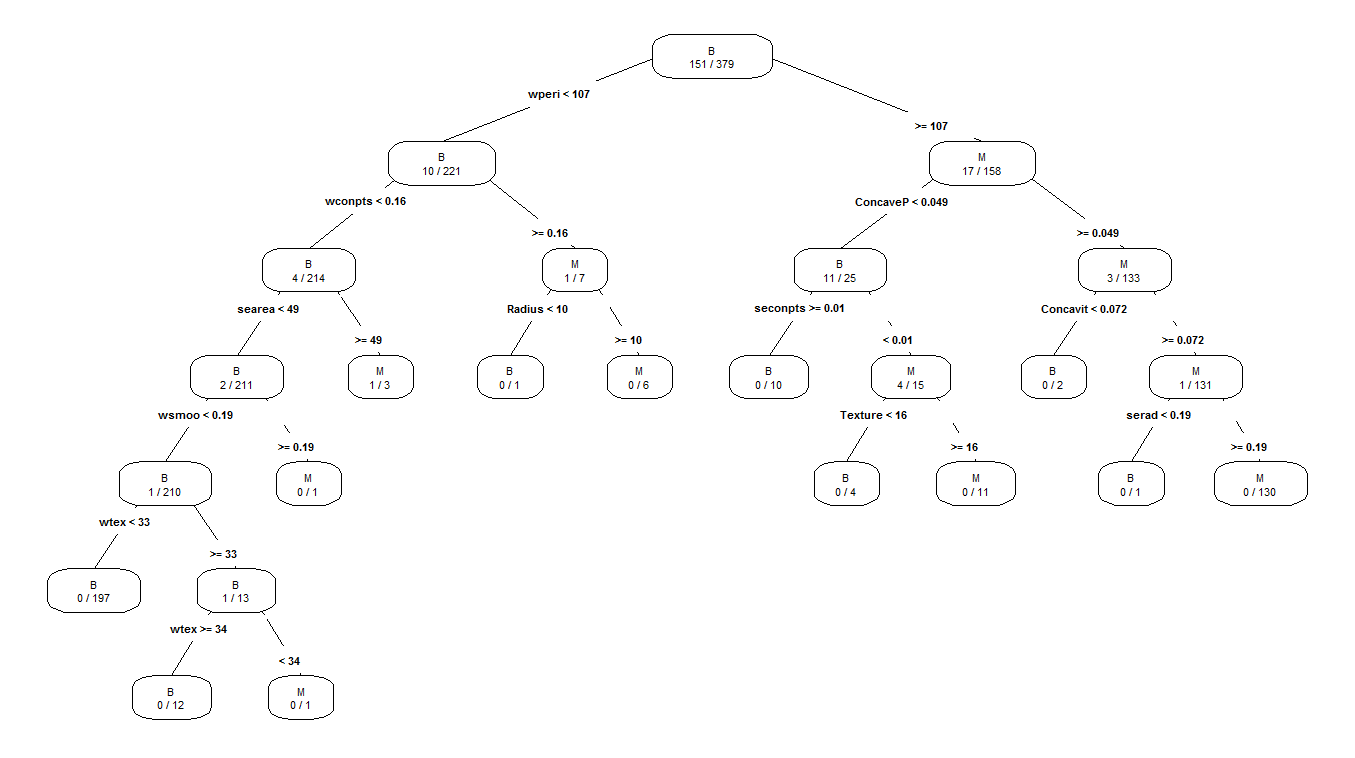 B
151 / 379
wperi < 107
>= 107
B
10 / 221
M
17 / 158
wconpts < 0.16
>= 0.16
ConcaveP < 0.049
>= 0.049
B
4 / 214
M
1 / 7
B
11 / 25
M
3 / 133
searea < 49
>= 49
Radius < 10
>= 10
seconpts >= 0.01
< 0.01
Concavit < 0.072
>= 0.072
B
2 / 211
M
1 / 3
B
0 / 1
M
0 / 6
B
0 / 10
M
4 / 15
B
0 / 2
M
1 / 131
wsmoo < 0.19
>= 0.19
Texture < 16
>= 16
serad < 0.19
>= 0.19
B
1 / 210
M
0 / 1
B
0 / 4
M
0 / 11
B
0 / 1
M
0 / 130
wtex < 33
>= 33
B
0 / 197
B
1 / 13
wtex >= 34
< 34
B
0 / 12
M
0 / 1